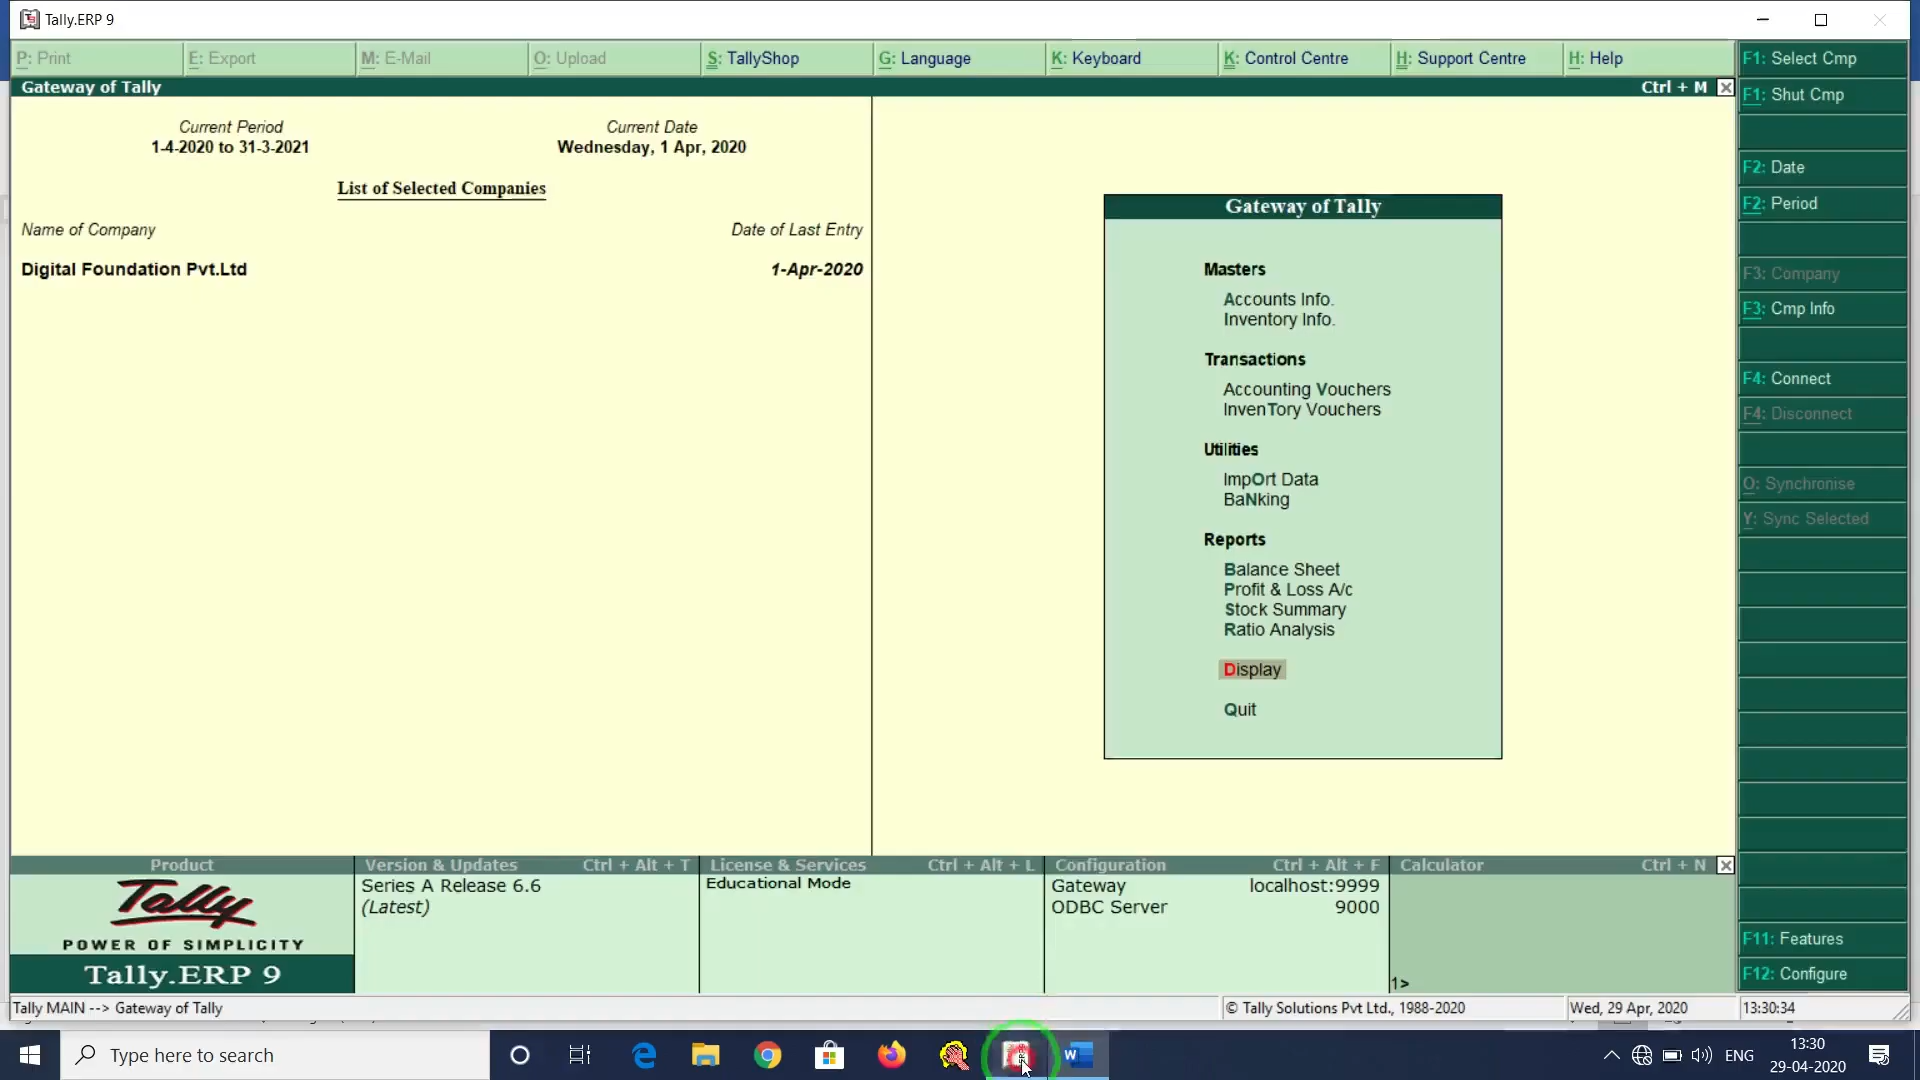 Tally.ERP 9
P: Print
E: Export
M: E-Mail
O: Upload
S: TallyShop
G: Language
K: Keyboard
K: Control Centre
H: Support Centre
H: Help
Gateway of Tally
Ctrl + M
Current Period
1-4-2020 to 31-3-2021
Current Date
Wednesday, 1 Apr, 2020
List of Selected Companies
Name of Company
Date of Last Entry
Digital Foundation Pvt.Ltd
1-Apr-2020
Gateway of Tally
Masters
Accounts Info.
Inventory Info.
Transactions
Accounting Vouchers
InvenTory Vouchers
Utilities
ImpOrt Data
BaNking
Reports
Balance Sheet
Profit & Loss A/c
Stock Summary
Ratio Analysis
Display
Quit
F1: Select Cmp
F1: Shut Cmp
F2: Date
F2: Period
F3: Company
F3: Cmp Info
F4: Connect
F4: Disconnect
O: Synchronise
Y: Sync Selected
F11: Features
F12: Configure
Product
Tally
POWER OF SIMPLICITY
Tally.ERP 9
Version & Updates
Ctrl + Alt + T
Series A Release 6.6
(Latest)
License & Services
Ctrl + Alt + L
Educational Mode
Configuration
Ctrl + Alt + F
Gateway
localhost:9999
ODBC Server
9000
Calculator
Ctrl + N
1>
Tally MAIN --> Gateway of Tally
© Tally Solutions Pvt Ltd., 1988-2020
Wed, 29 Apr, 2020
13:30:34
Type here to search
ENG
13:30
29-04-2020